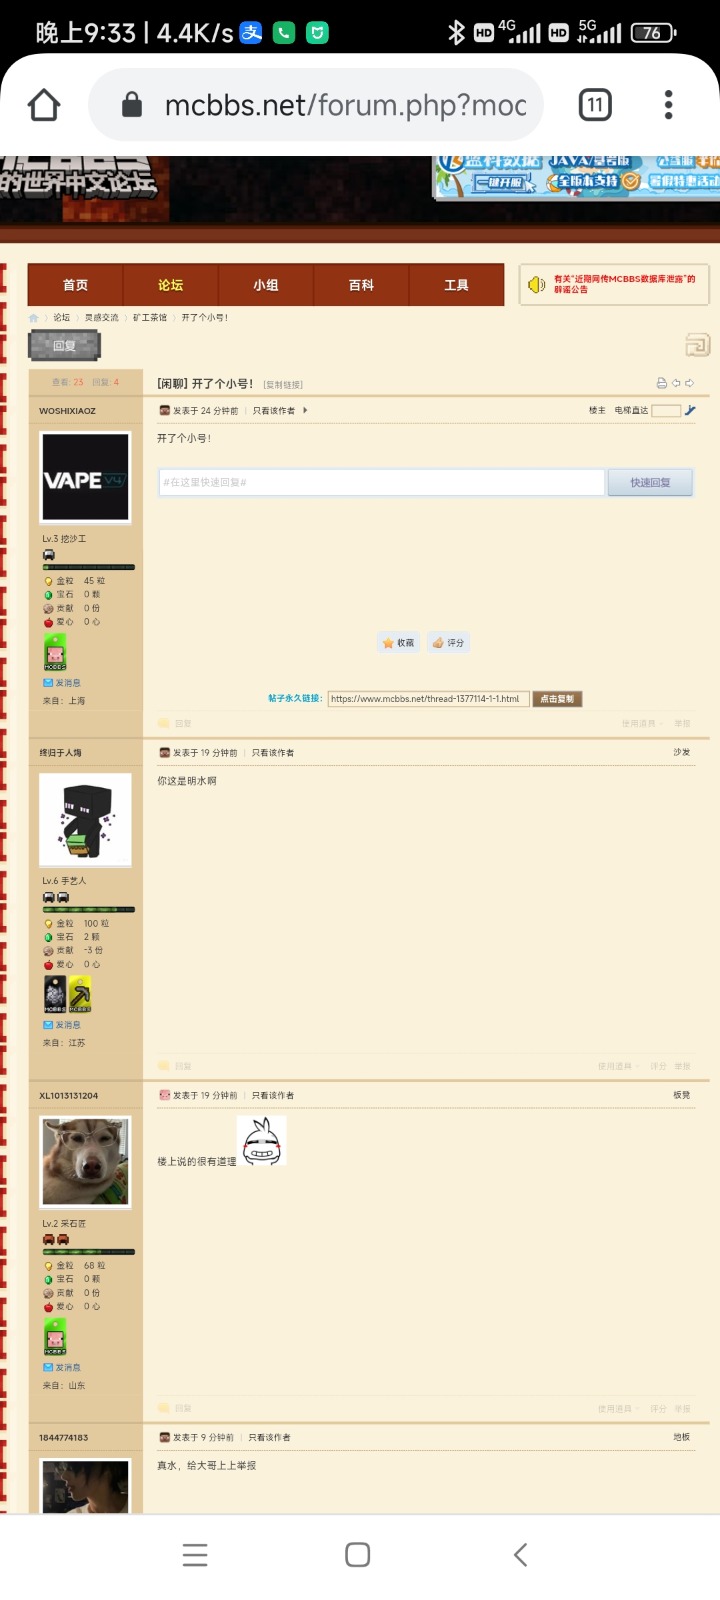 晚上9:33 | 4.4K/s 支 HD 4G HD 5G 76
mcbbs.net/forum.php?moc
11
MCBBS
的世界中文论坛
蓝科数据 JAVA/基岩版
一键开服 全版本支持 暑假特惠活动
首页 论坛 小组 百科 工具
有关“近期网传MCBBS数据库泄露”的
辟谣公告
论坛 灵感交流 矿工茶馆 开了个小号！
回复
查看: 23 回复: 4
[闲聊] 开了个小号！ [复制链接]
WOSHIXIAOZ
发表于 24 分钟前 | 只看该作者
楼主 电梯直达
开了个小号！
VAPE V4
#在这里快速回复#
快速回复
Lv.3 挖沙工
金粒 45 粒
宝石 0 颗
贡献 0 份
爱心 0 心
MCBBS
发消息
来自: 上海
收藏 评分
帖子永久链接: https://www.mcbbs.net/thread-1377114-1-1.html 点击复制
回复 使用道具 举报
终归于人海
发表于 19 分钟前 | 只看该作者
沙发
你这是明水啊
Lv.6 手艺人
金粒 100 粒
宝石 2 颗
贡献 -3 份
爱心 0 心
MCBBS MCBBS
发消息
来自: 江苏
回复 使用道具 评分 举报
XL1013131204
发表于 19 分钟前 | 只看该作者
板凳
楼上说的很有道理
Lv.2 采石匠
金粒 68 粒
宝石 0 颗
贡献 0 份
爱心 0 心
MCBBS
发消息
来自: 山东
回复 使用道具 评分 举报
1844774183
发表于 9 分钟前 | 只看该作者
地板
真水，给大哥上上举报